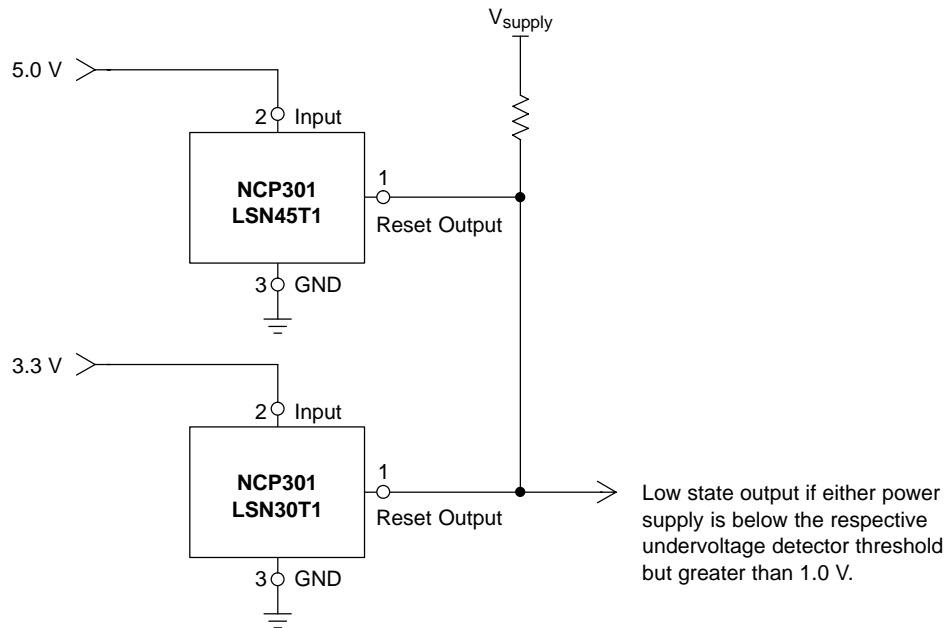 Vsupply
5.0 V
2 Input
NCP301
LSN45T1
1
Reset Output
3 GND
3.3 V
2 Input
NCP301
LSN30T1
1
Reset Output
3 GND
Low state output if either power
supply is below the respective
undervoltage detector threshold
but greater than 1.0 V.